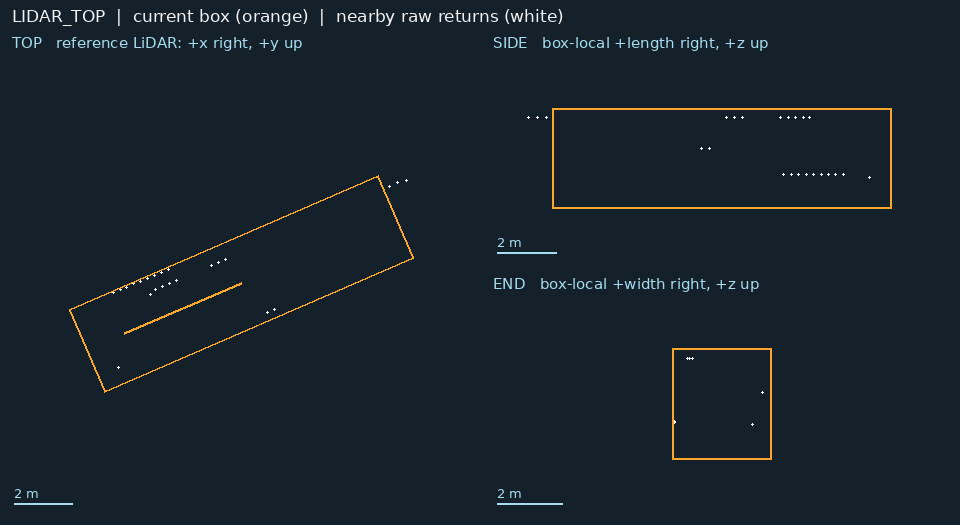 LIDAR_TOP | current box (orange) | nearby raw returns (white)
TOP reference LiDAR: +x right, +y up
SIDE box-local +length right, +z up
2 m
END box-local +width right, +z up
2 m
2 m